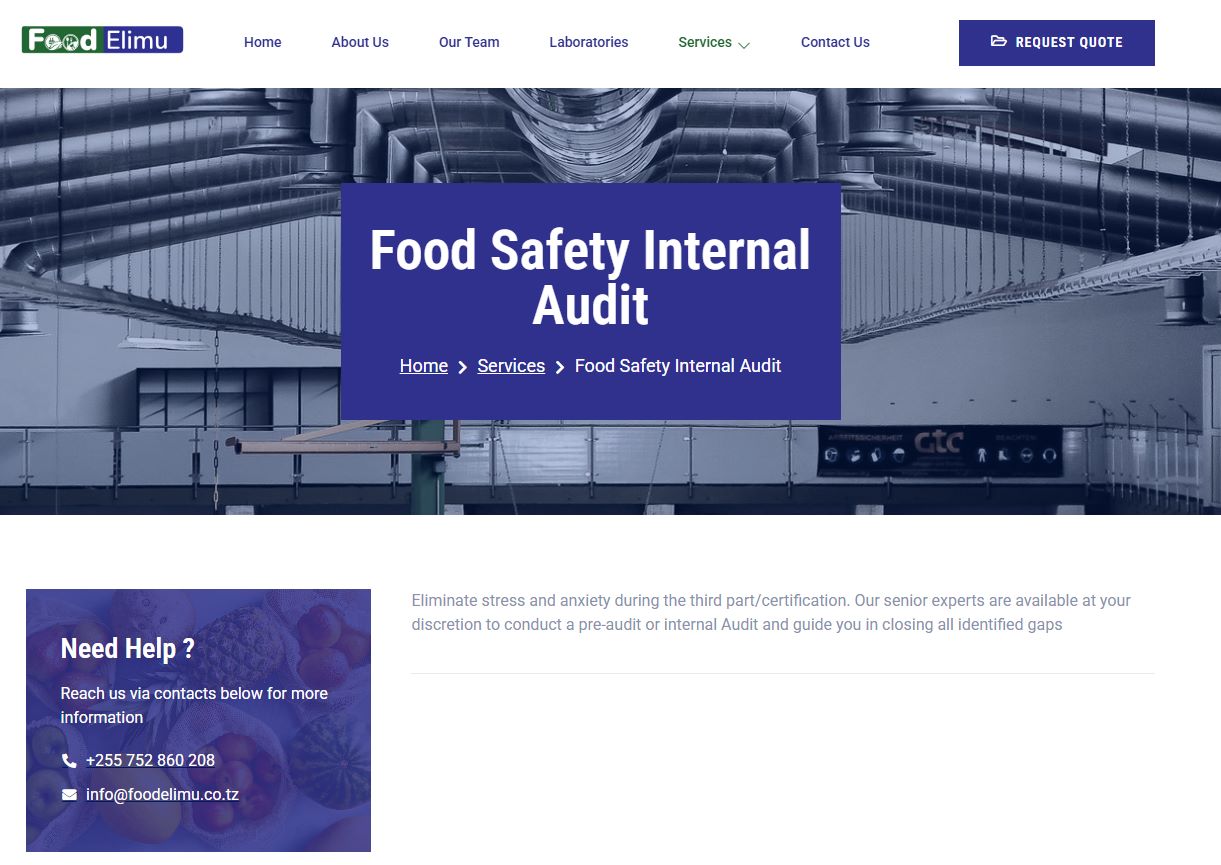 Food Elimu
Home
About Us
Our Team
Laboratories
Services
Contact Us
REQUEST QUOTE
Food Safety Internal
Audit
Home
Services
Food Safety Internal Audit
ARBEITSSICHERHEIT
GTC
BEACHTEN!
Need Help ?
Reach us via contacts below for more
information
+255 752 860 208
info@foodelimu.co.tz
Eliminate stress and anxiety during the third part/certification. Our senior experts are available at your
discretion to conduct a pre-audit or internal Audit and guide you in closing all identified gaps